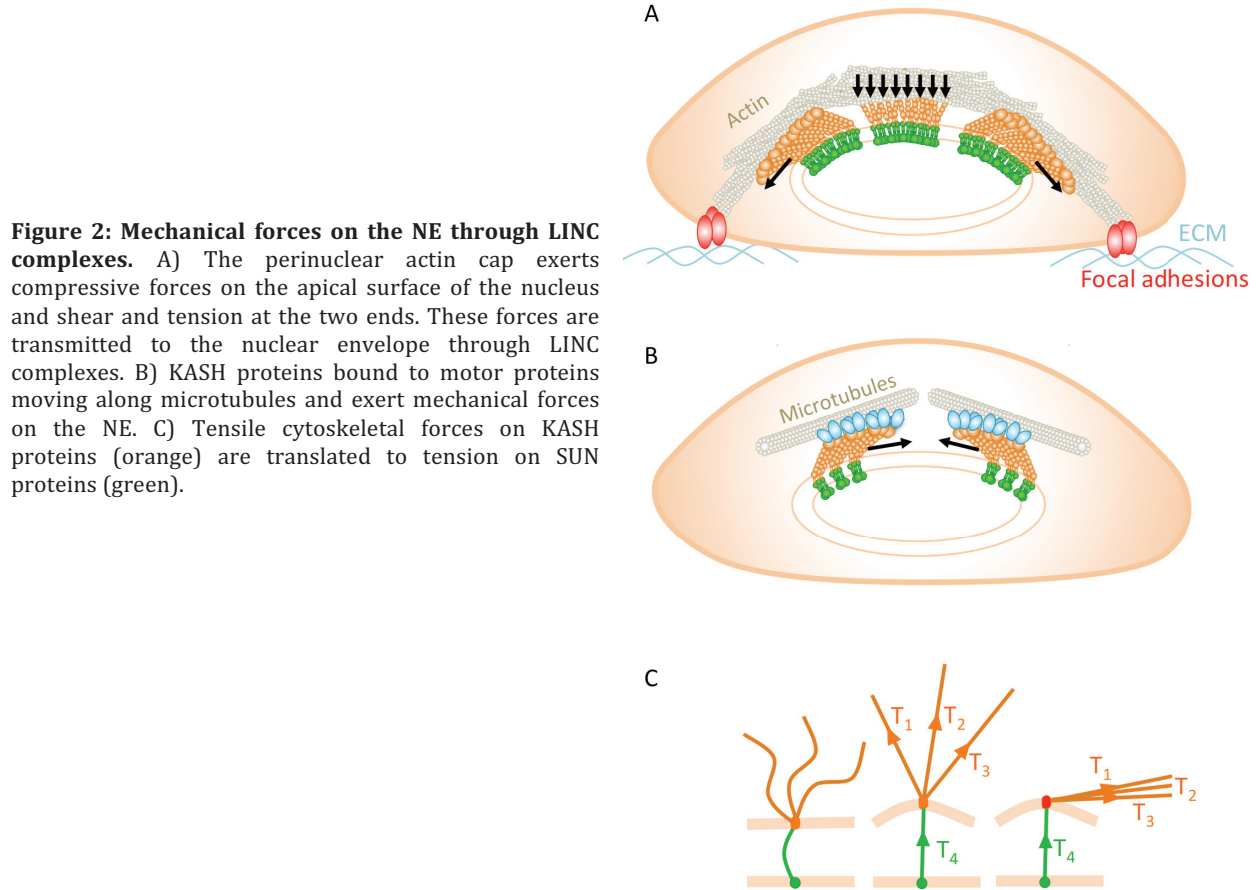 Figure 2: Mechanical forces on the NE through LINC
complexes. A) The perinuclear actin cap exerts
compressive forces on the apical surface of the nucleus
and shear and tension at the two ends. These forces are
transmitted to the nuclear envelope through LINC
complexes. B) KASH proteins bound to motor proteins
moving along microtubules and exert mechanical forces
on the NE. C) Tensile cytoskeletal forces on KASH
proteins (orange) are translated to tension on SUN
proteins (green).
A
Actin
ECM
Focal adhesions
B
Microtubules
C
T1
T2
T3
T4
T1
T2
T3
T4